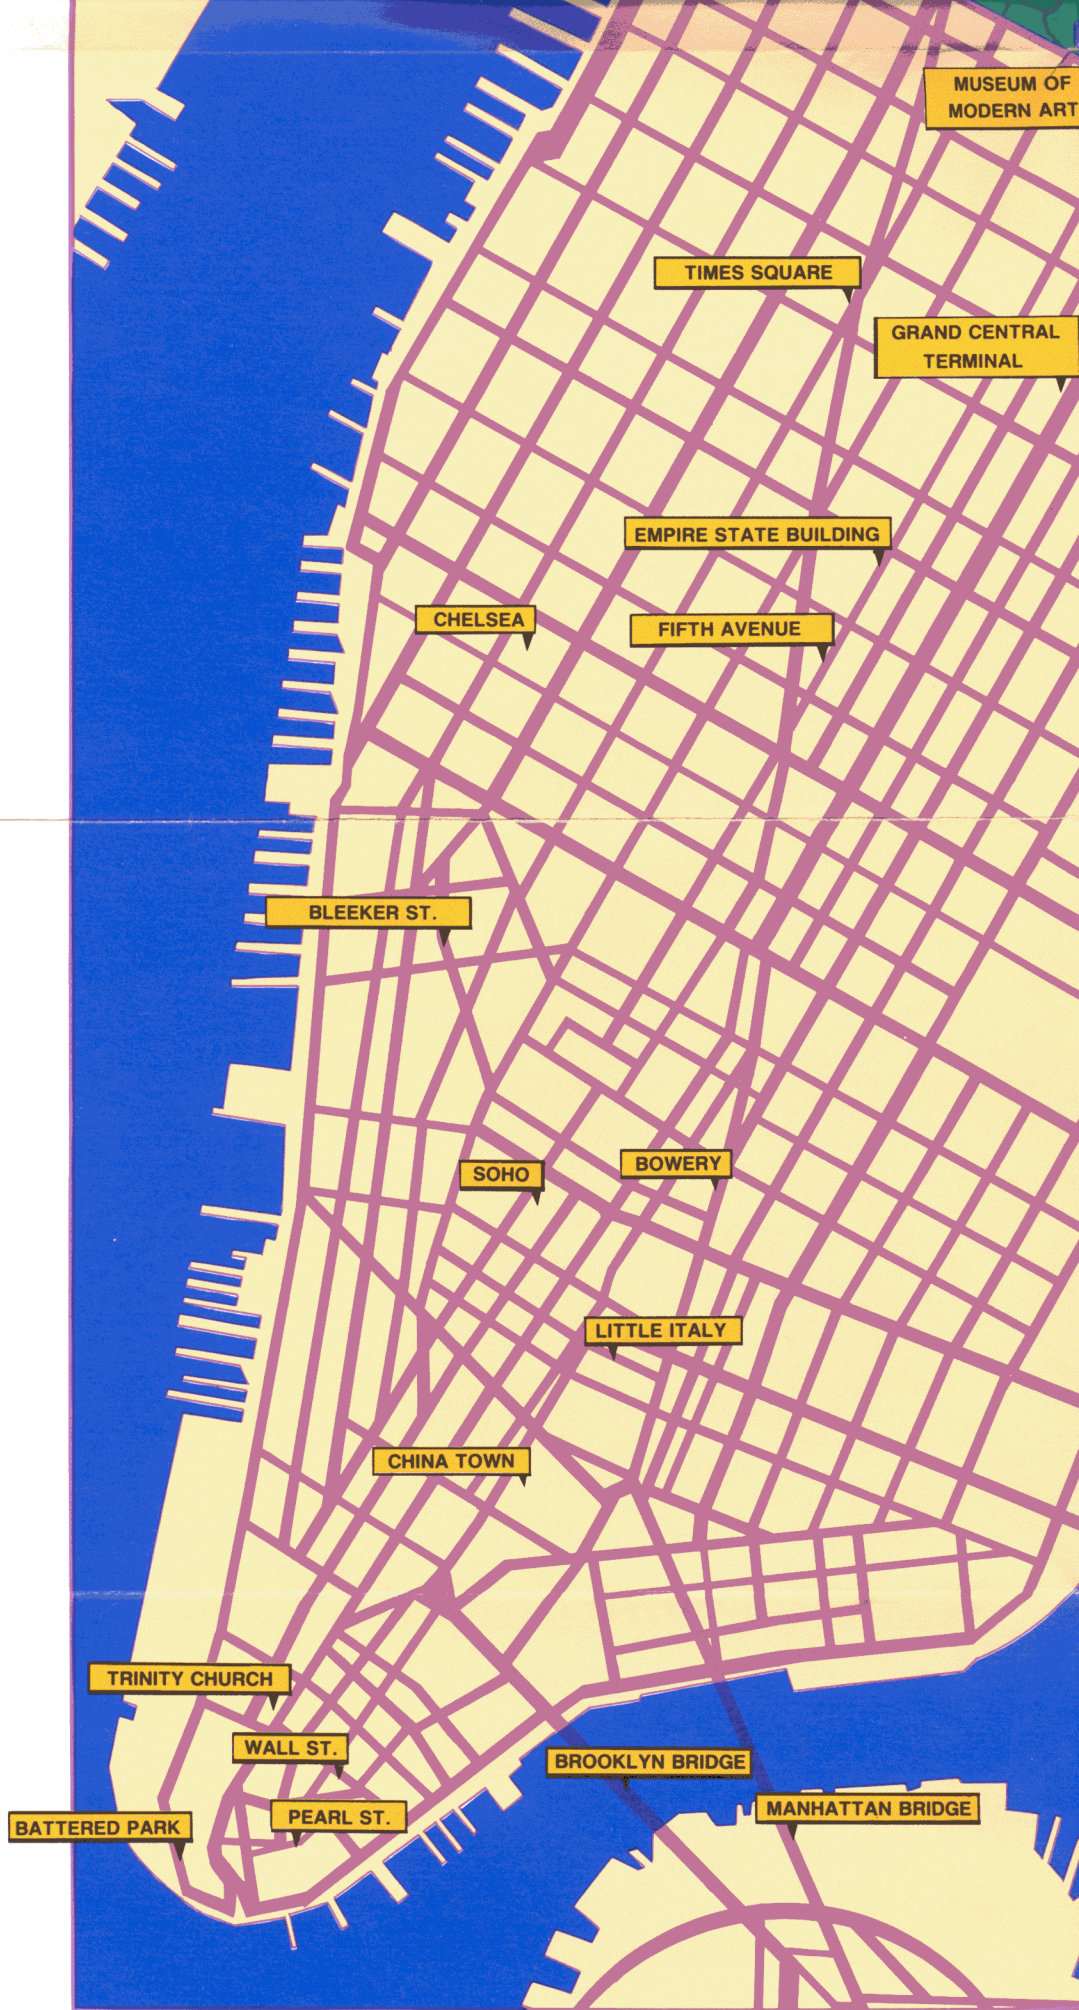 MUSEUM OF
MODERN ART
TIMES SQUARE
GRAND CENTRAL
TERMINAL
EMPIRE STATE BUILDING
CHELSEA
FIFTH AVENUE
BLEEKER ST.
SOHO
BOWERY
LITTLE ITALY
CHINA TOWN
TRINITY CHURCH
WALL ST.
BROOKLYN BRIDGE
MANHATTAN BRIDGE
PEARL ST.
BATTERED PARK